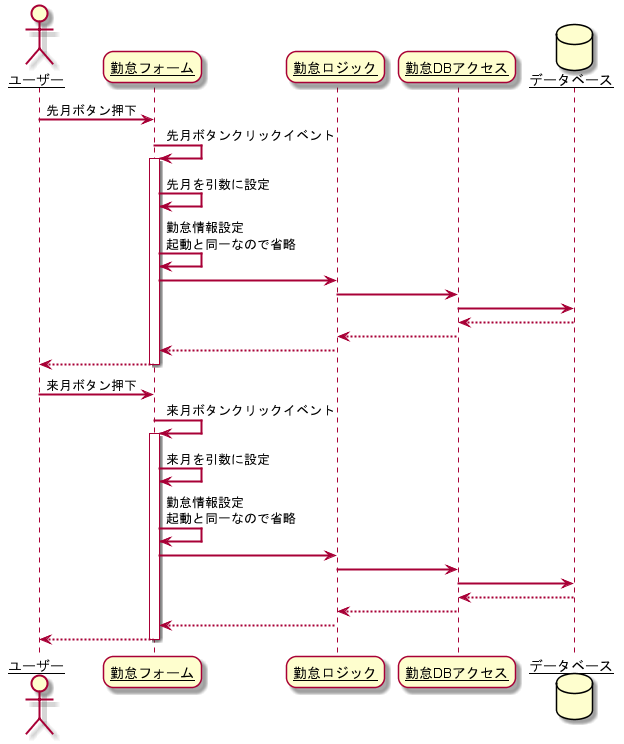 ユーザー
勤怠フォーム
勤怠ロジック
勤怠DBアクセス
データベース
先月ボタン押下
先月ボタンクリックイベント
先月を引数に設定
勤怠情報設定
起動と同一なので省略
来月ボタン押下
来月ボタンクリックイベント
来月を引数に設定
勤怠情報設定
起動と同一なので省略
ユーザー
勤怠フォーム
勤怠ロジック
勤怠DBアクセス
データベース